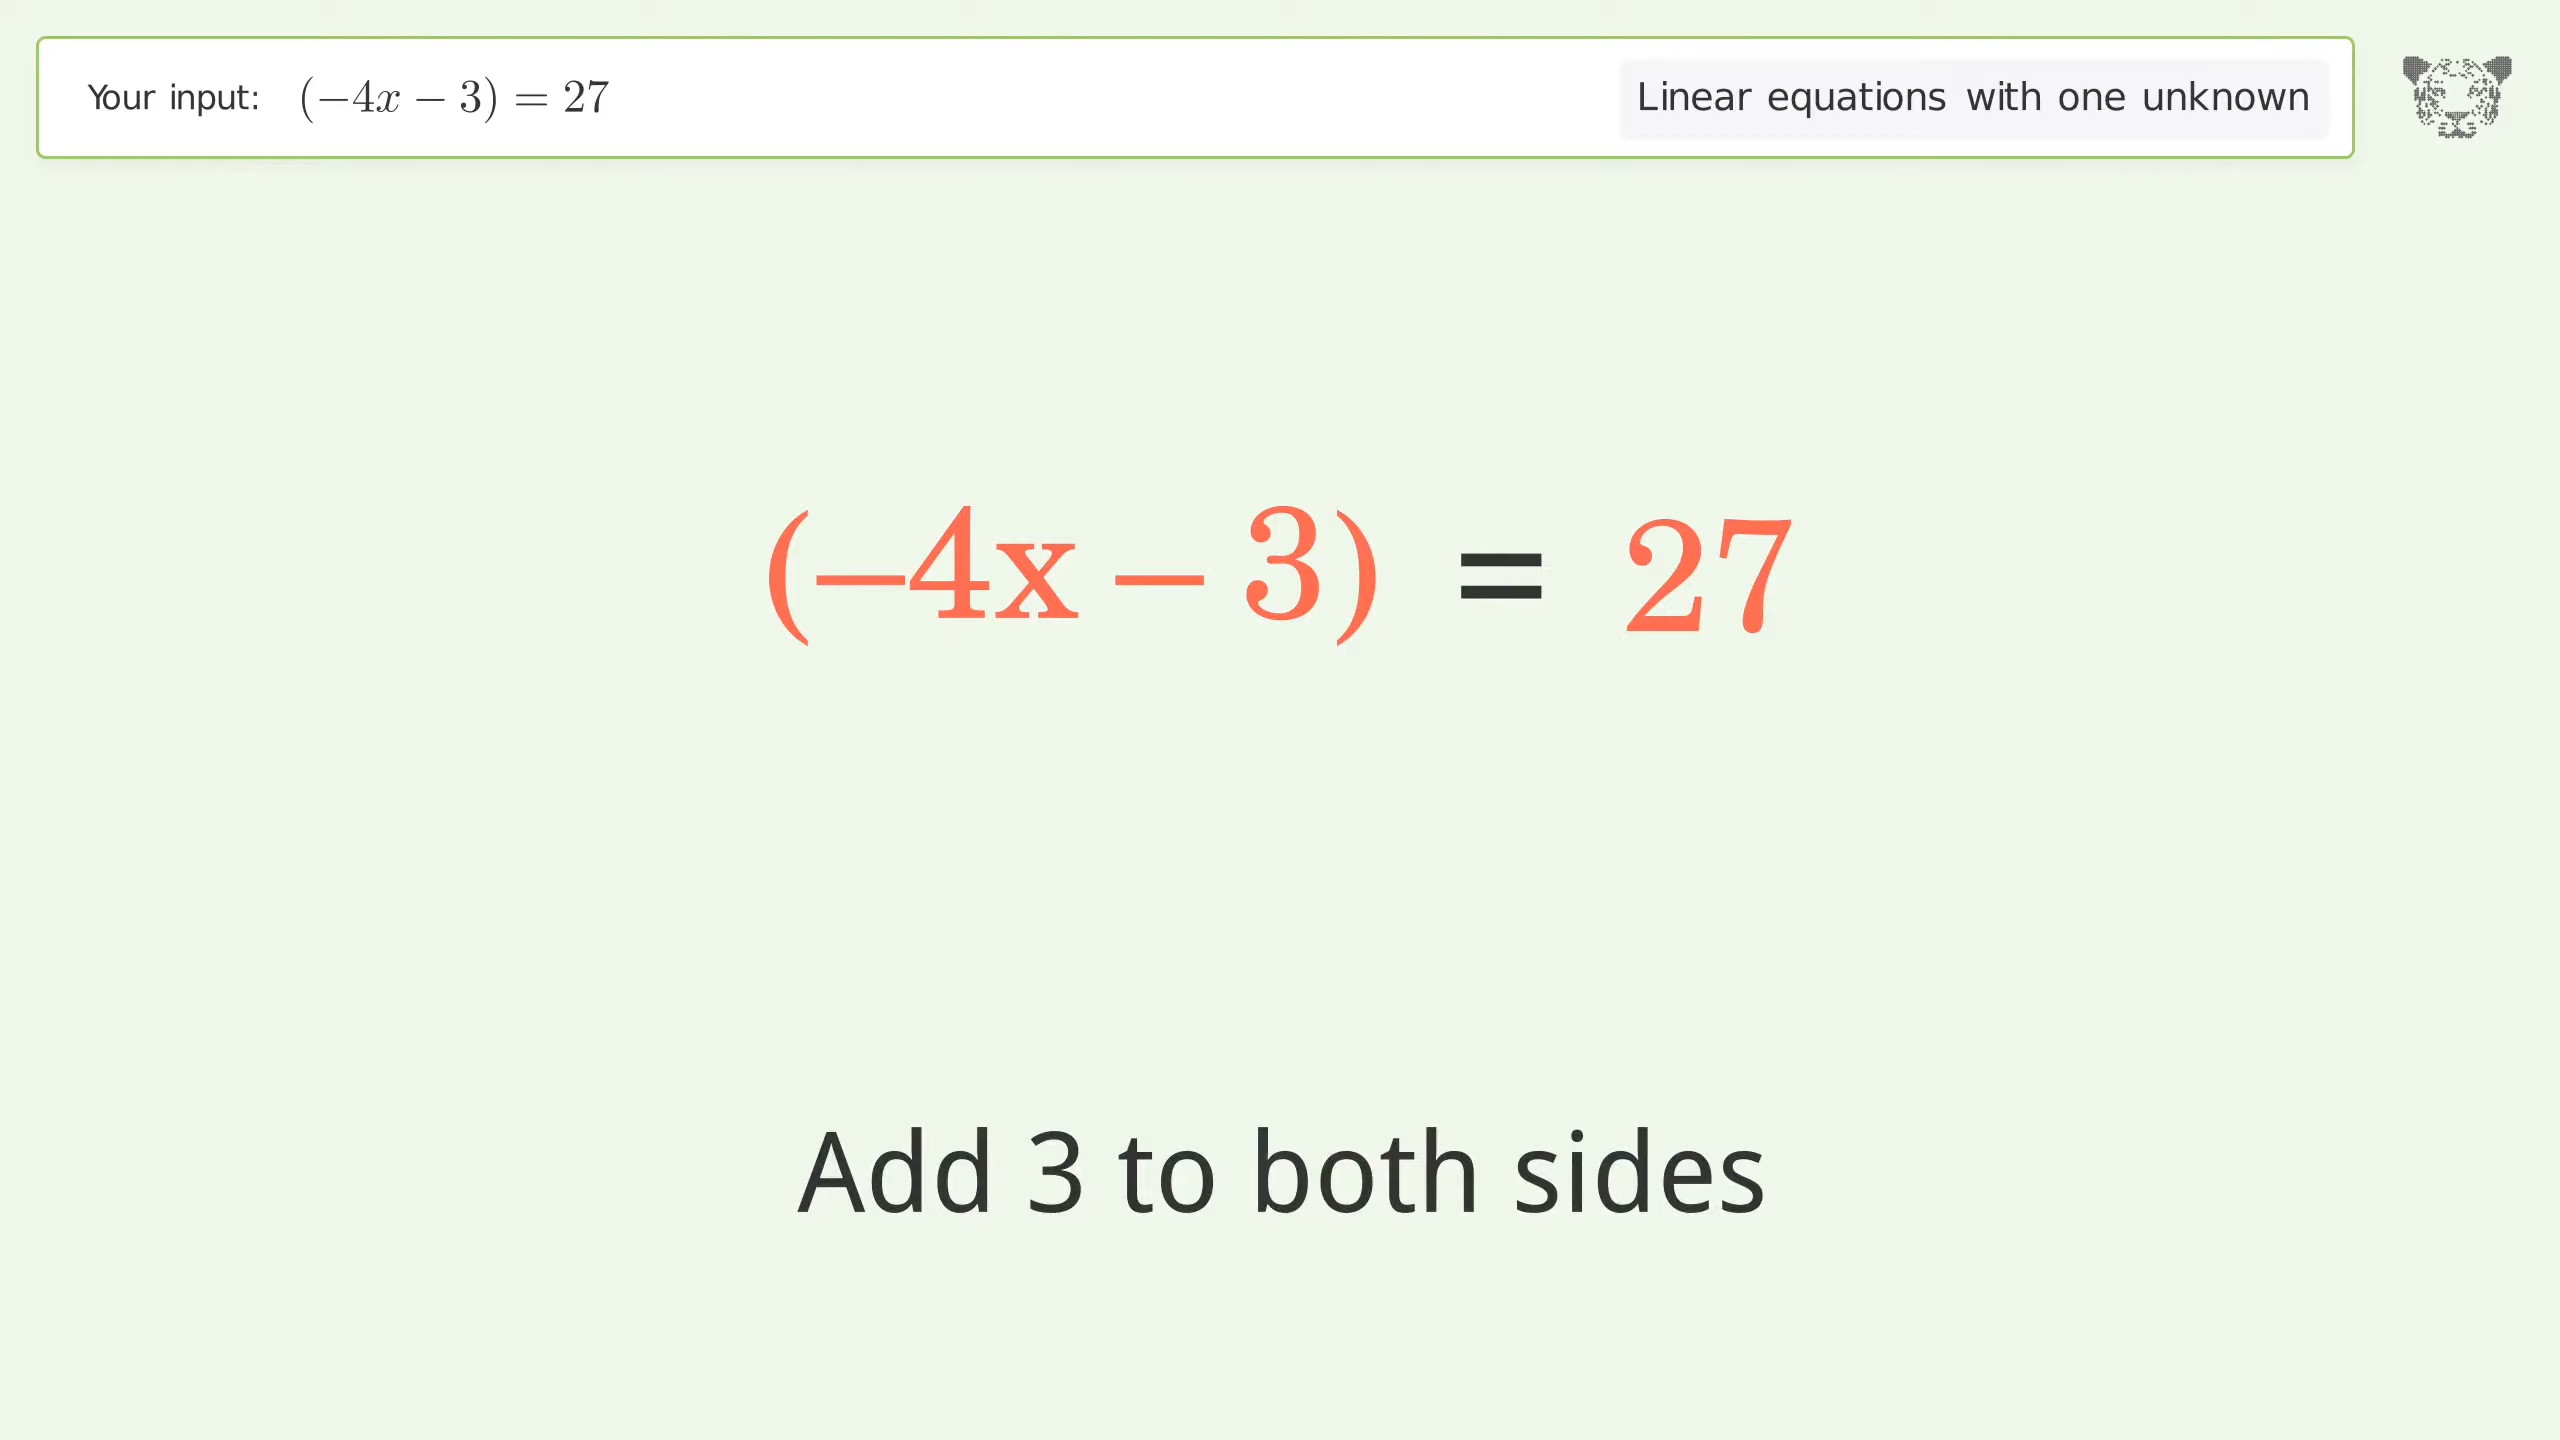 Your input: (−4x − 3) = 27
Linear equations with one unknown
(−4x − 3) = 27
Add 3 to both sides